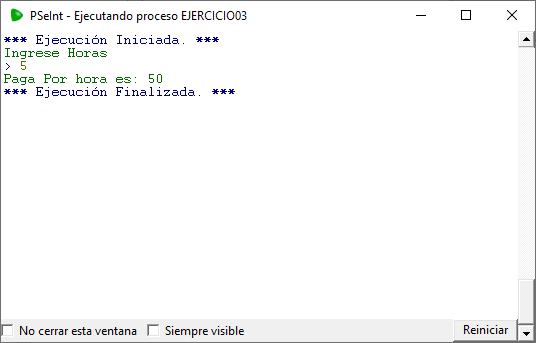 PSeInt - Ejecutando proceso EJERCICIO03
*** Ejecución Iniciada. ***
Ingrese Horas
> 5
Paga Por hora es: 50
*** Ejecución Finalizada. ***
No cerrar esta ventana Siempre visible Reiniciar